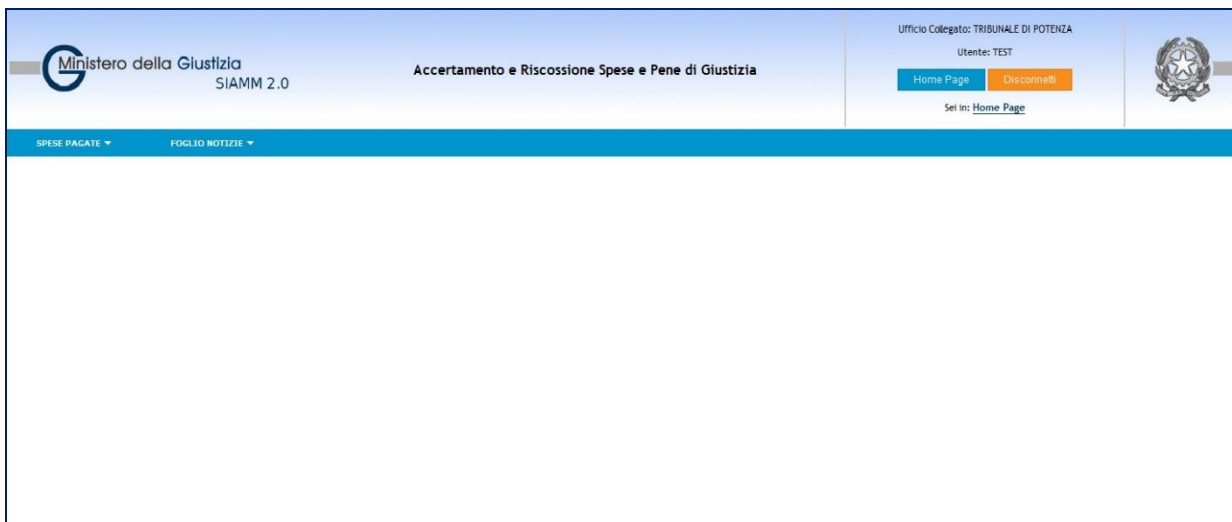 Ministero della Giustizia
SIAMM 2.0
Accertamento e Riscossione Spese e Pene di Giustizia
Ufficio Collegato: TRIBUNALE DI POTENZA
Utente: TEST
Home Page Disconnetti
Sei in: Home Page
SPESE PAGATE FOGLIO NOTIZIE